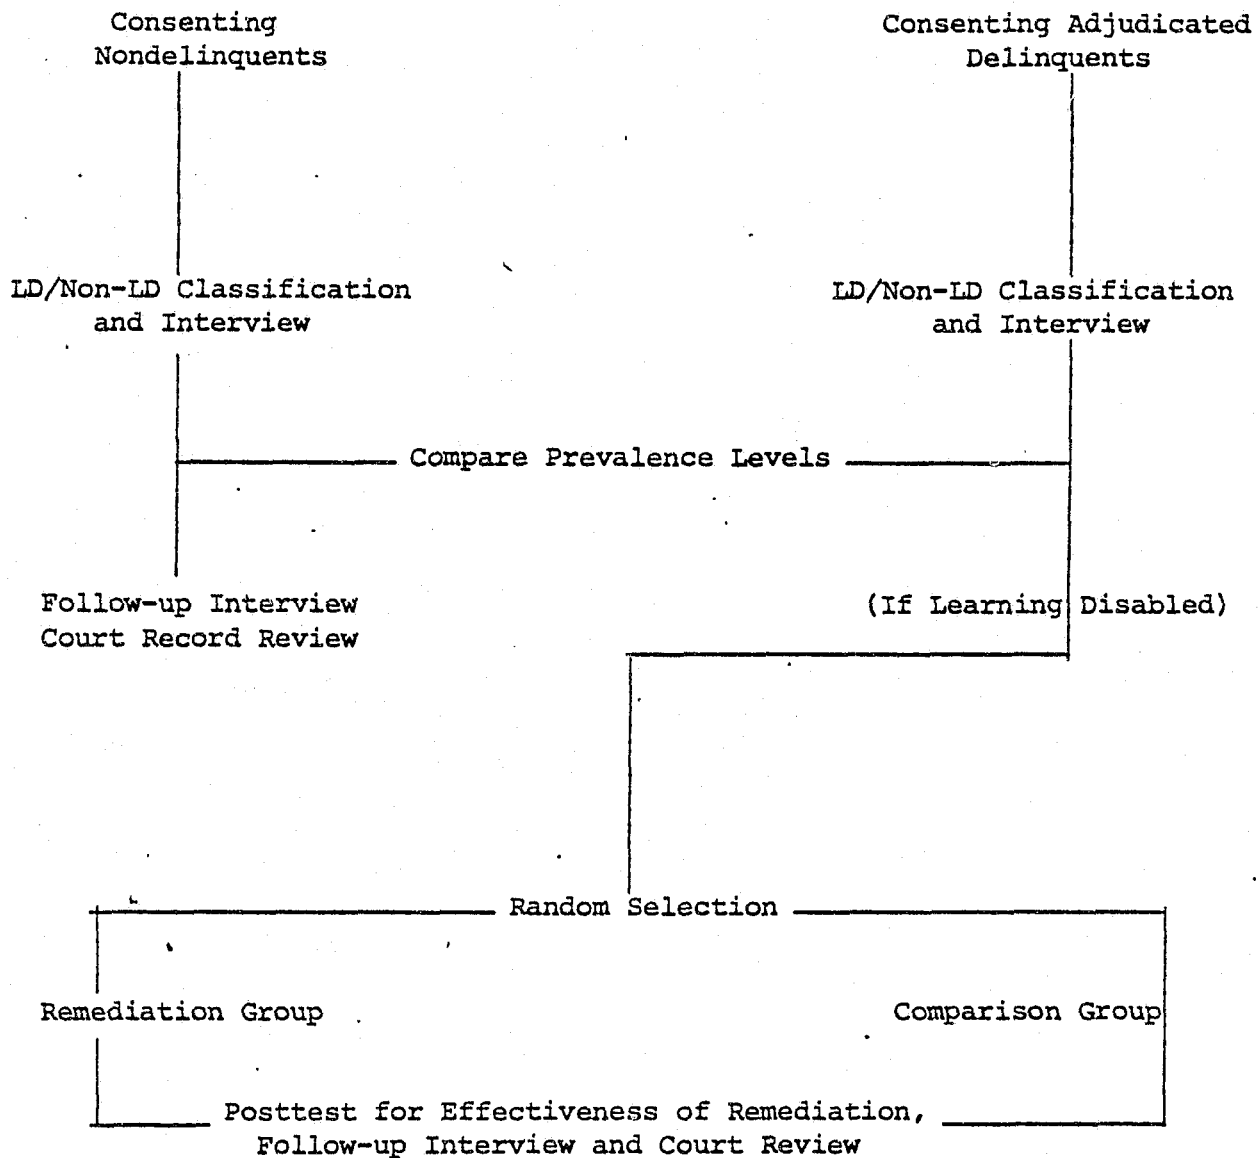 Consenting
Nondelinquents
Consenting Adjudicated
Delinquents
LD/Non-LD Classification
and Interview
LD/Non-LD Classification
and Interview
Compare Prevalence Levels
Follow-up Interview
Court Record Review
(If Learning Disabled)
Random Selection
Remediation Group
Comparison Group
Posttest for Effectiveness of Remediation,
Follow-up Interview and Court Review